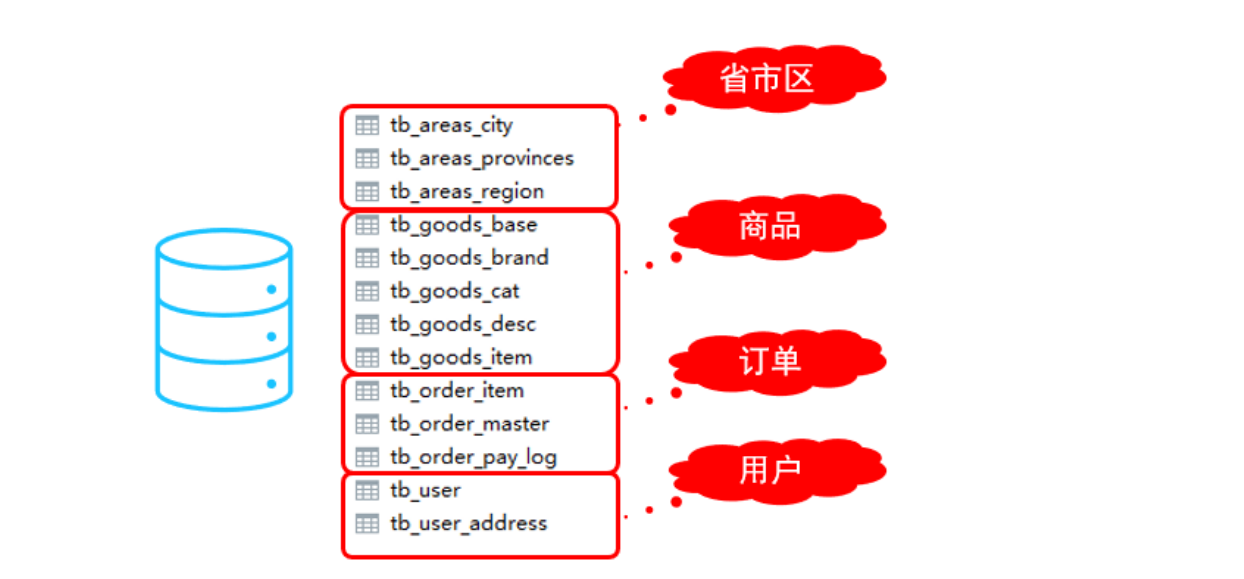 省市区
tb_areas_city
tb_areas_provinces
tb_areas_region
商品
tb_goods_base
tb_goods_brand
tb_goods_cat
tb_goods_desc
tb_goods_item
订单
tb_order_item
tb_order_master
tb_order_pay_log
用户
tb_user
tb_user_address